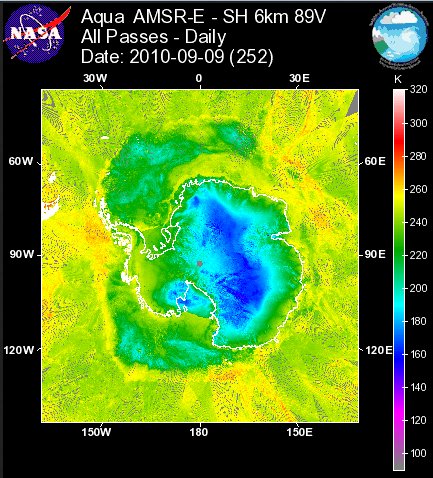 NASA
Aqua AMSR-E - SH 6km 89V
All Passes - Daily
Date: 2010-09-09 (252)
30W 0 30E
K
320
300
280
260
240
220
200
180
160
140
120
100
60W 60E
90W 90E
120W 120E
150W 180 150E